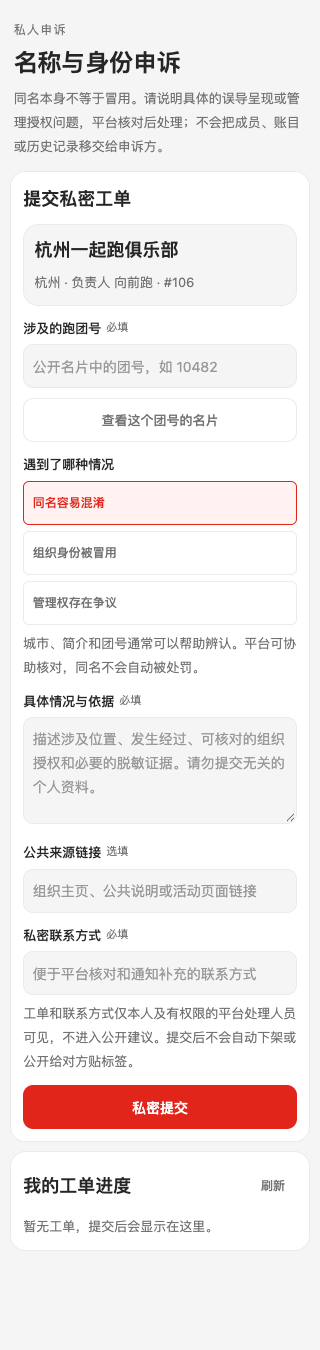 私人申诉
名称与身份申诉
同名本身不等于冒用。请说明具体的误导呈现或管
理授权问题，平台核对后处理；不会把成员、账目
或历史记录移交给申诉方。
提交私密工单
杭州一起跑俱乐部
杭州 · 负责人 向前跑 · #106
涉及的跑团号 必填
公开名片中的团号，如 10482
查看这个团号的名片
遇到了哪种情况
同名容易混淆
组织身份被冒用
管理权存在争议
城市、简介和团号通常可以帮助辨认。平台可协
助核对，同名不会自动被处罚。
具体情况与依据 必填
描述涉及位置、发生经过、可核对的组织
授权和必要的脱敏证据。请勿提交无关的
个人资料。
公共来源链接 选填
组织主页、公共说明或活动页面链接
私密联系方式 必填
便于平台核对和通知补充的联系方式
工单和联系方式仅本人及有权限的平台处理人员
可见，不进入公开建议。提交后不会自动下架或
公开给对方贴标签。
私密提交
我的工单进度 刷新
暂无工单，提交后会显示在这里。